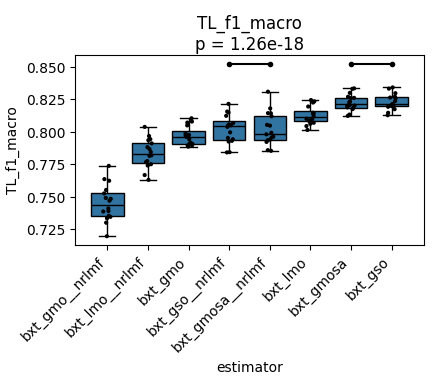 TL_f1_macro
p = 1.26e-18
TL_f1_macro
0.850
0.825
0.800
0.775
0.750
0.725
bxt_gmo__nrlmf
bxt_lmo__nrlmf
bxt_gmo
bxt_gso__nrlmf
bxt_gmosa__nrlmf
bxt_lmo
bxt_gmosa
bxt_gso
estimator